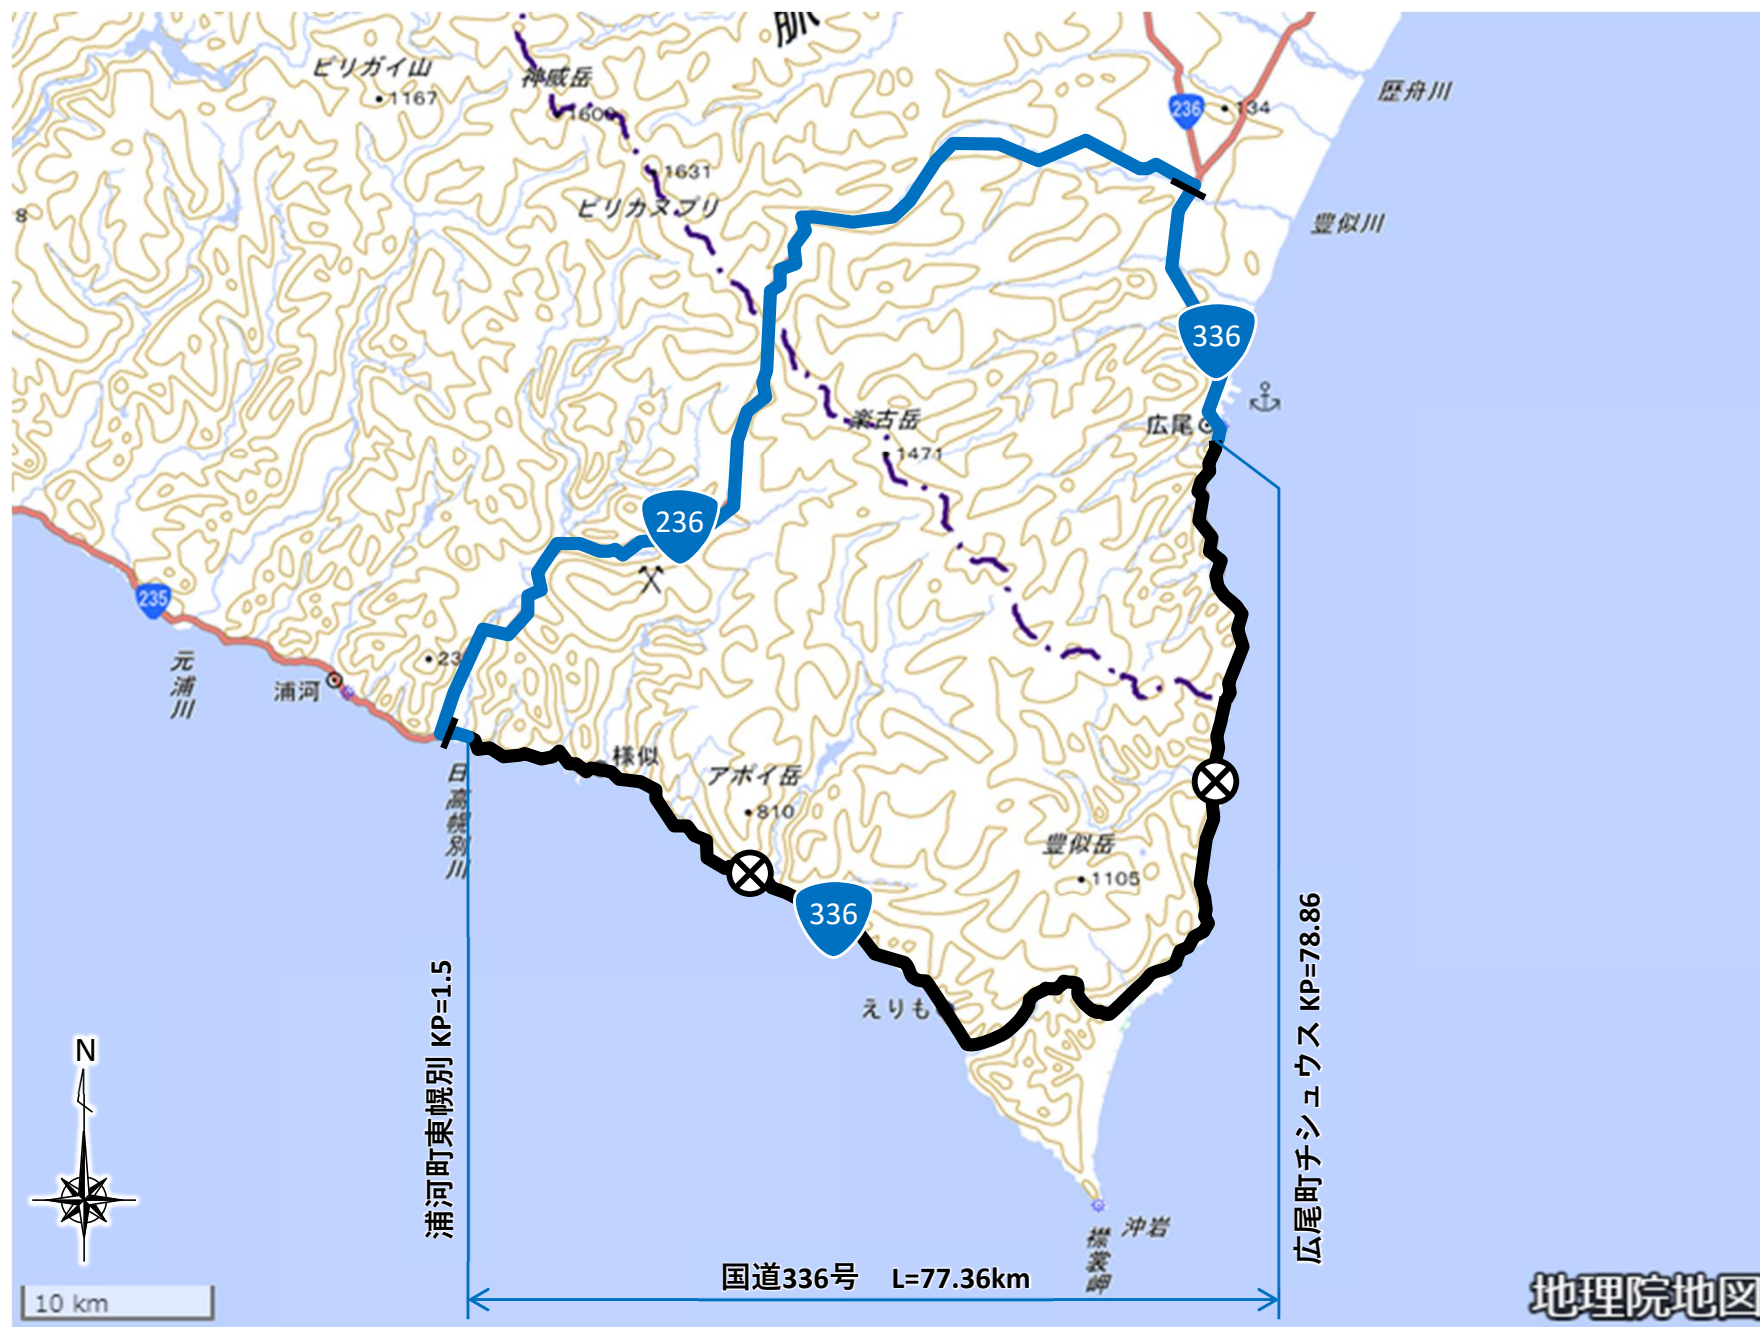 脈
ピリガイ山
1167
神威岳
1600
1631
ピリカヌプリ
236
134
歴舟川
豊似川
8
336
広尾
楽古岳
1471
236
235
元浦川
浦河
23
日高幌別川
様似
アポイ岳
810
豊似岳
1105
336
えりも
浦河町東幌別 KP=1.5
広尾町チシュウス KP=78.86
N
沖岩
襟裳岬
国道336号 L=77.36km
10 km
地理院地図